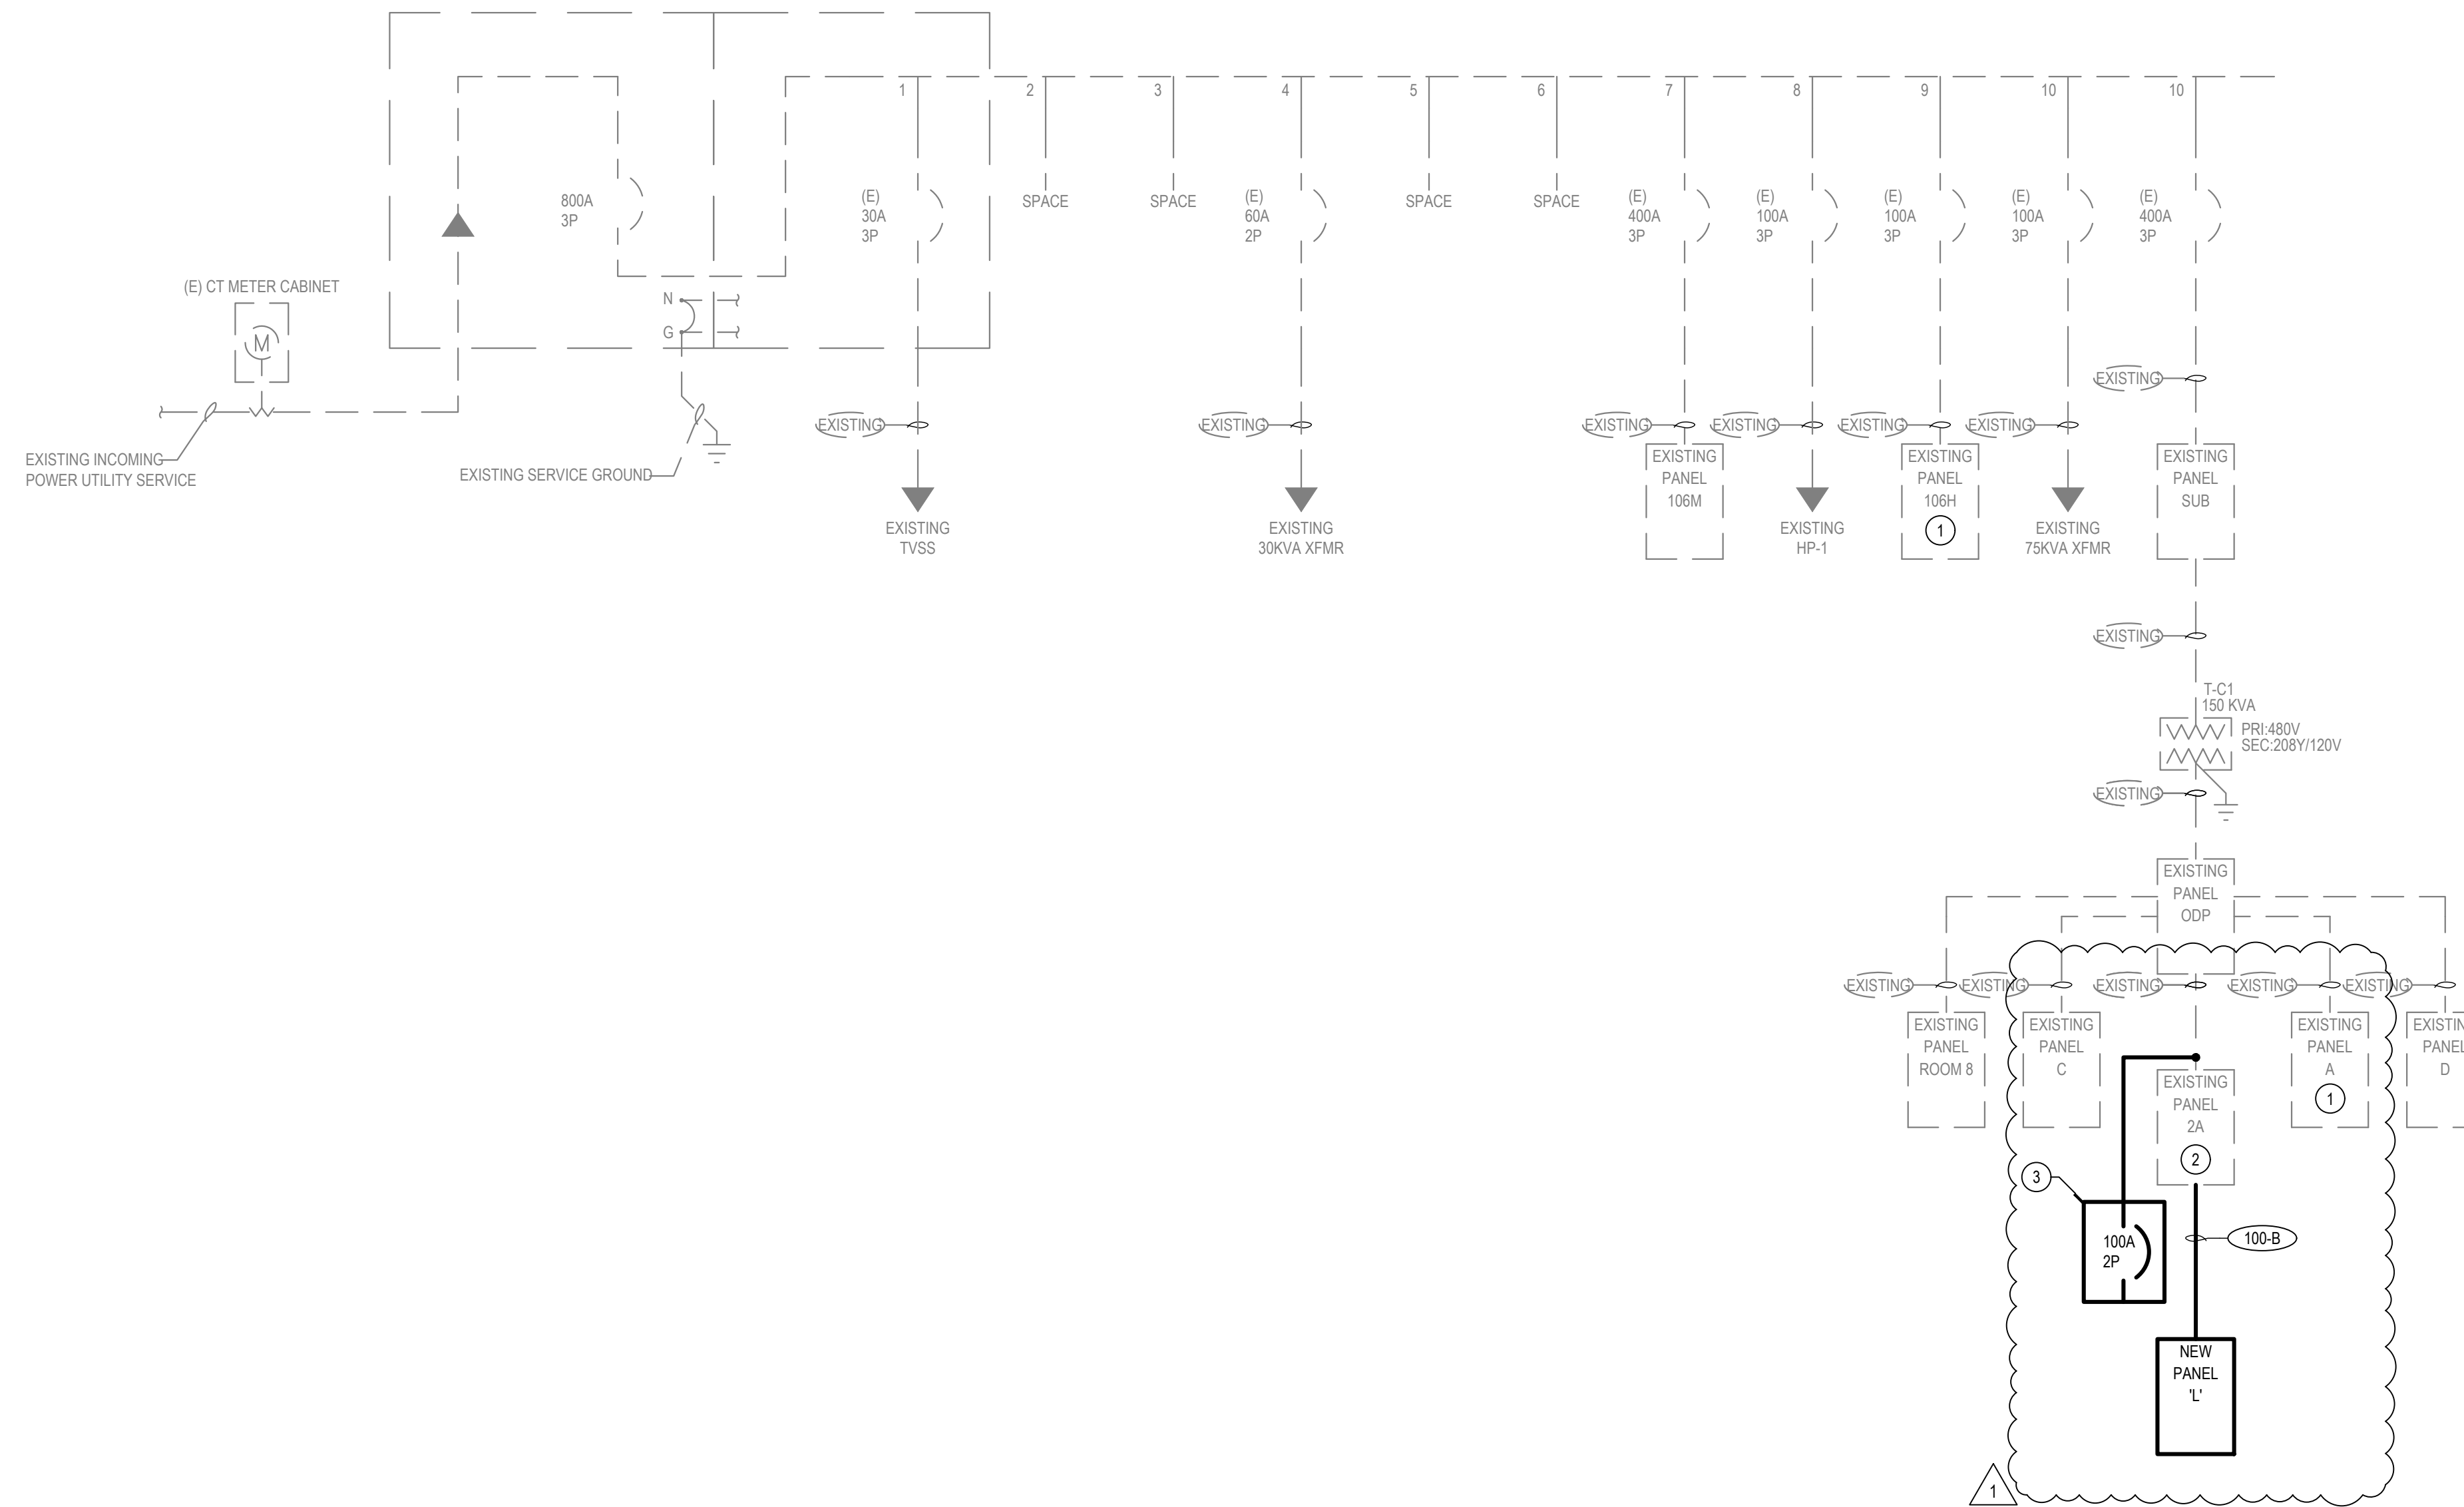 1
2
3
4
5
6
7
8
9
10
10
800A
3P
(E)
30A
3P
SPACE
SPACE
(E)
60A
2P
SPACE
SPACE
(E)
400A
3P
(E)
100A
3P
(E)
100A
3P
(E)
100A
3P
(E)
400A
3P
(E) CT METER CABINET
M
N
G
EXISTING INCOMING
POWER UTILITY SERVICE
EXISTING SERVICE GROUND
EXISTING
EXISTING
TVSS
EXISTING
EXISTING
30KVA XFMR
EXISTING
EXISTING
PANEL
106M
EXISTING
EXISTING
HP-1
EXISTING
EXISTING
PANEL
106H
1
EXISTING
EXISTING
75KVA XFMR
EXISTING
EXISTING
PANEL
SUB
EXISTING
T-C1
150 KVA
PRI:480V
SEC:208Y/120V
EXISTING
EXISTING
PANEL
ODP
EXISTING
EXISTING
EXISTING
EXISTING
EXISTING
EXISTING
PANEL
ROOM 8
EXISTING
PANEL
C
EXISTING
PANEL
2A
2
EXISTING
PANEL
A
1
EXISTIN
PANEL
D
3
100A
2P
100-B
NEW
PANEL
'L'
1